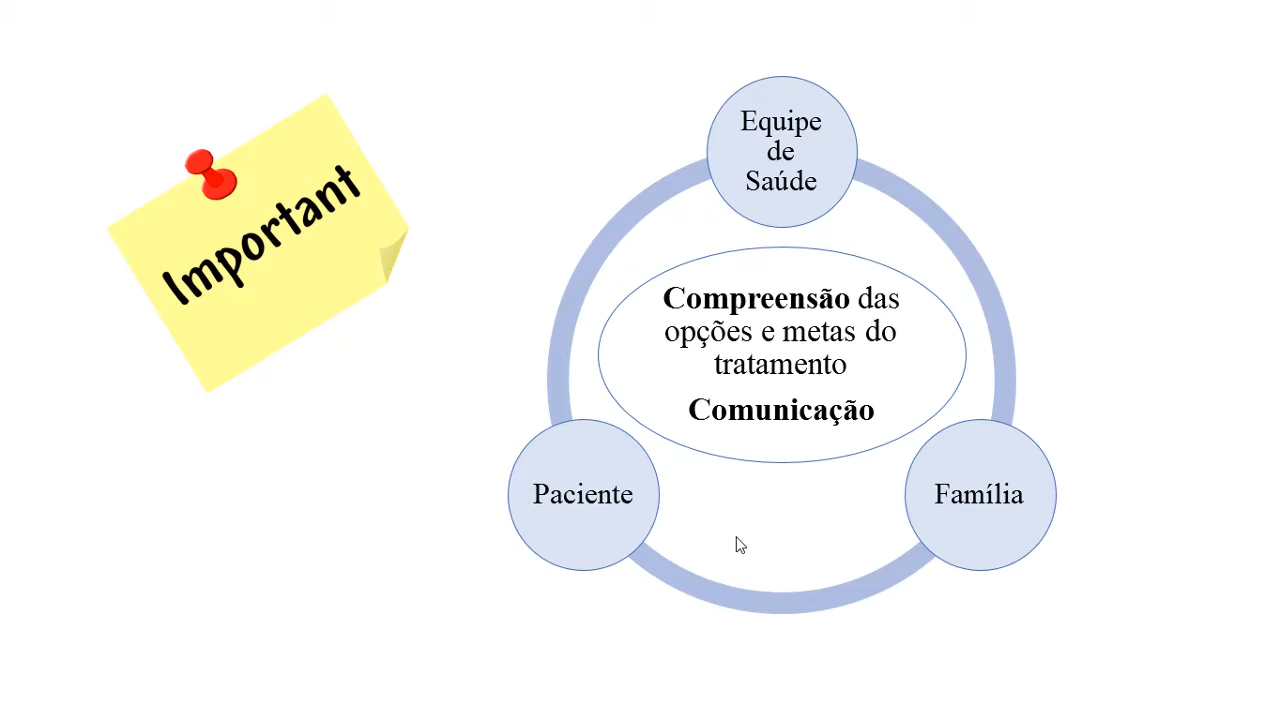 Important
Equipe
de
Saúde
Compreensão das
opções e metas do
tratamento
Comunicação
Paciente
Família